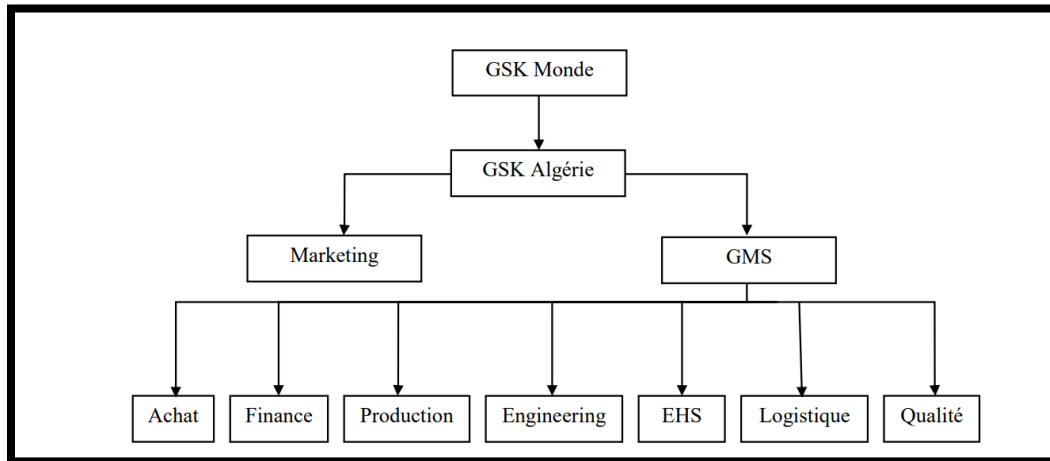 GSK Monde
GSK Algérie
Marketing
GMS
Achat
Finance
Production
Engineering
EHS
Logistique
Qualité